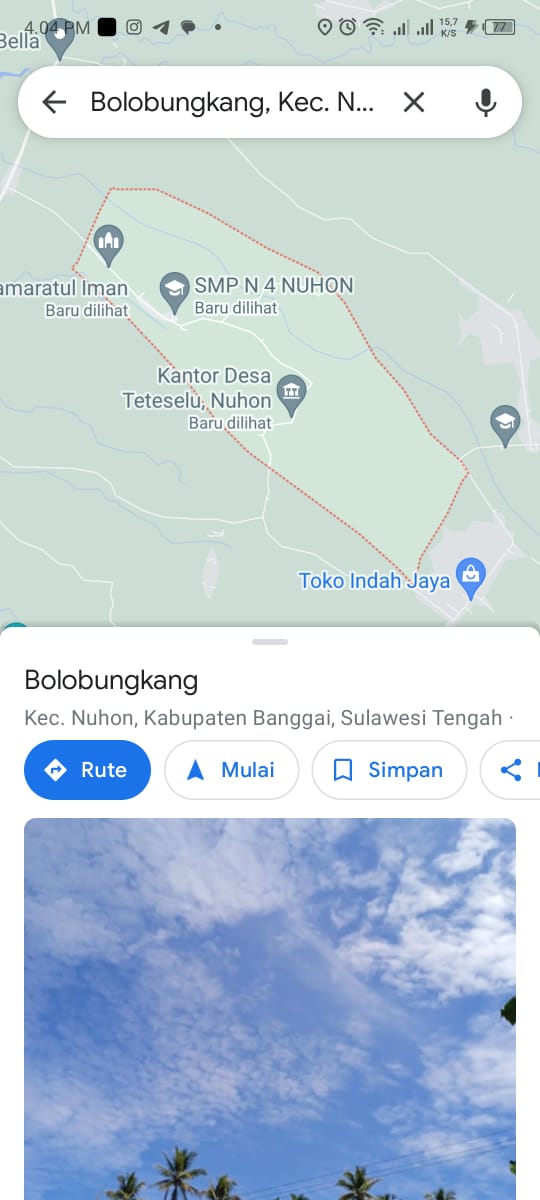 4.04 PM
15,7
K/S
77
Bella
Bolobungkang, Kec. N...
amaratul Iman
Baru dilihat
SMP N 4 NUHON
Baru dilihat
Kantor Desa
Teteselu, Nuhon
Baru dilihat
Toko Indah Jaya
Bolobungkang
Kec. Nuhon, Kabupaten Banggai, Sulawesi Tengah ·
Rute
Mulai
Simpan